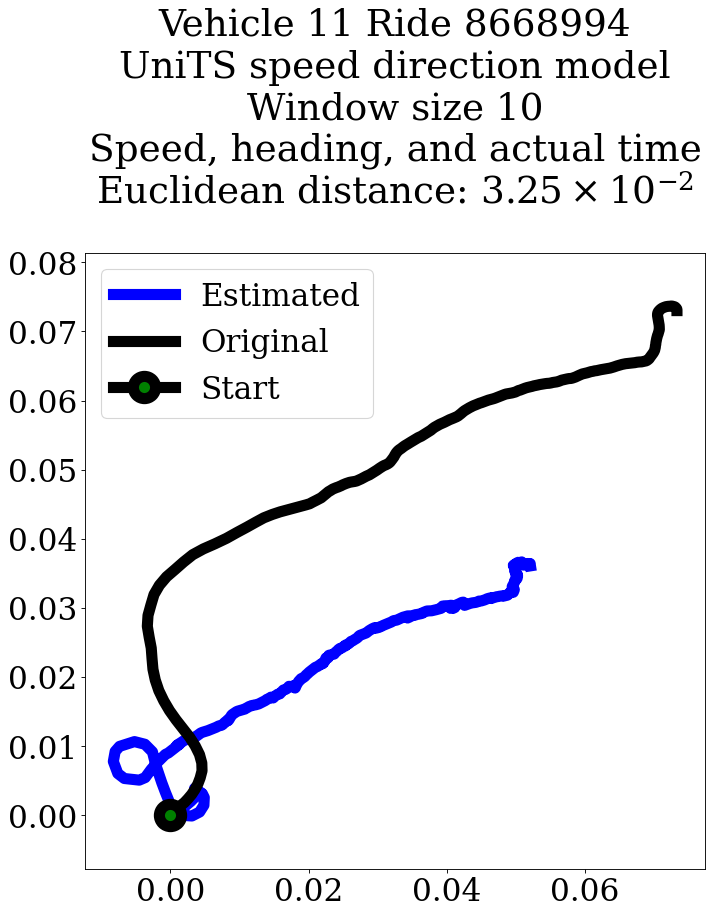 Vehicle 11 Ride 8668994
UniTS speed direction model
Window size 10
Speed, heading, and actual time
Euclidean distance: 3.25 × 10⁻²
Estimated
Original
Start
0.08
0.07
0.06
0.05
0.04
0.03
0.02
0.01
0.00
0.00 0.02 0.04 0.06